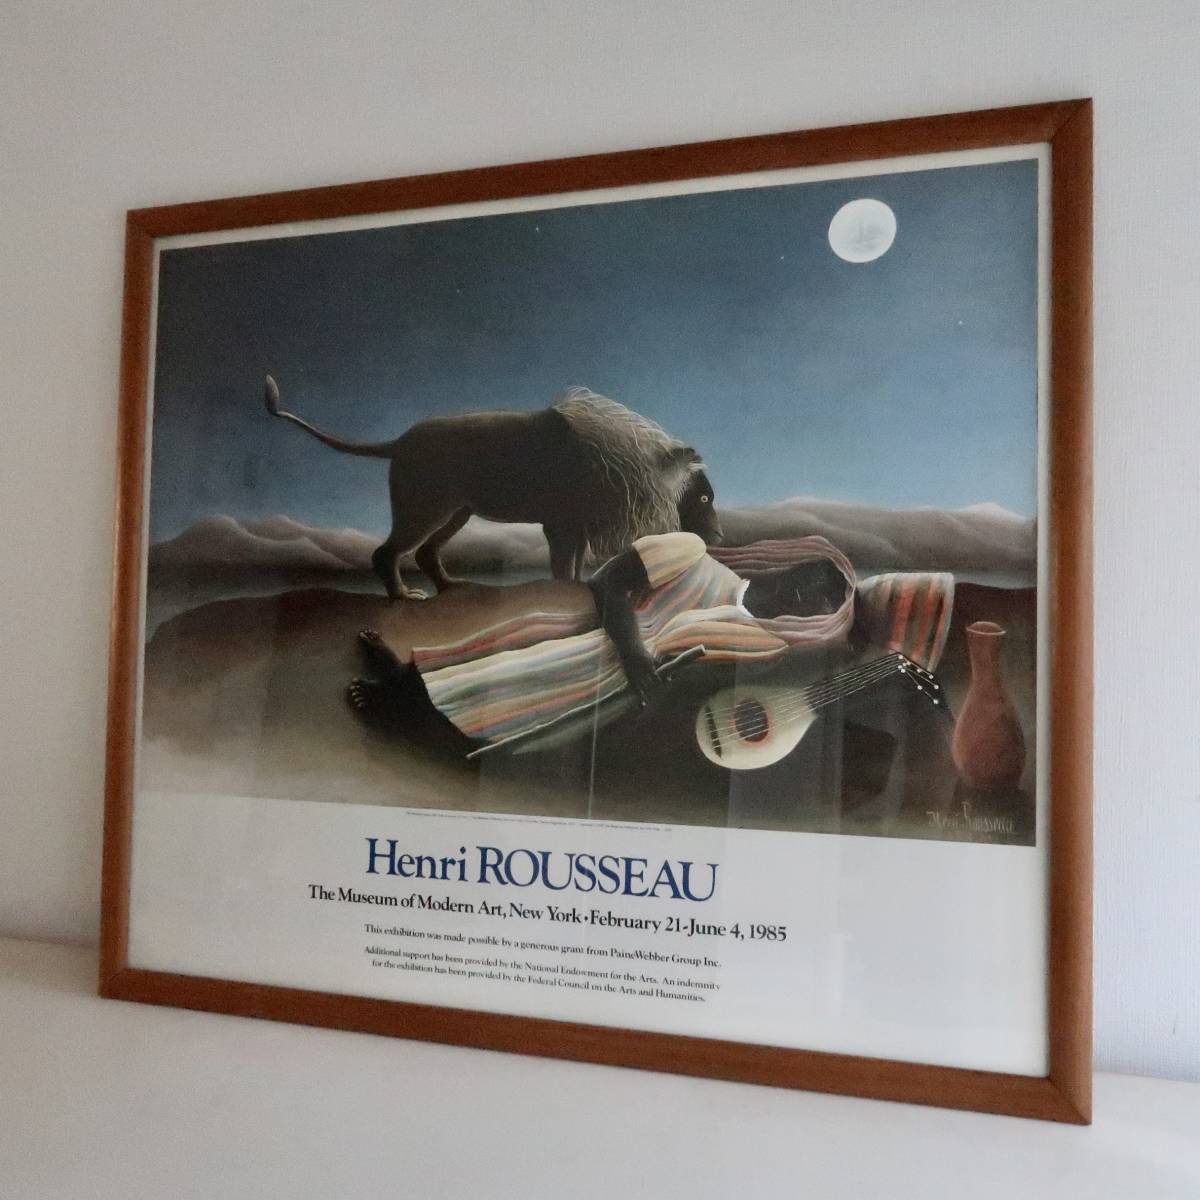 Henri Rousseau
Henri ROUSSEAU
The Museum of Modern Art, New York•February 21-June 4, 1985
This exhibition was made possible by a generous grant from PaineWebber Group Inc.
Additional support has been provided by the National Endowment for the Arts. An indemnity
for the exhibition has been provided by the Federal Council on the Arts and Humanities.